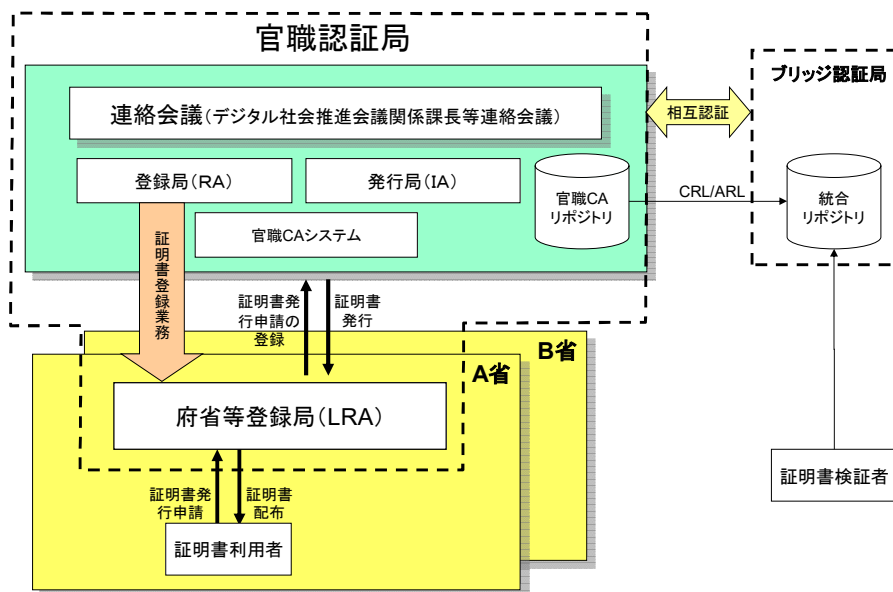 官職認証局
連絡会議(デジタル社会推進会議関係課長等連絡会議)
登録局(RA)
発行局(IA)
官職CA
リポジトリ
官職CAシステム
ブリッジ認証局
相互認証
CRL/ARL
統合
リポジトリ
証明書登録業務
証明書発
行申請の
登録
証明書
発行
B省
A省
府省等登録局(LRA)
証明書発
行申請
証明書
配布
証明書利用者
証明書検証者